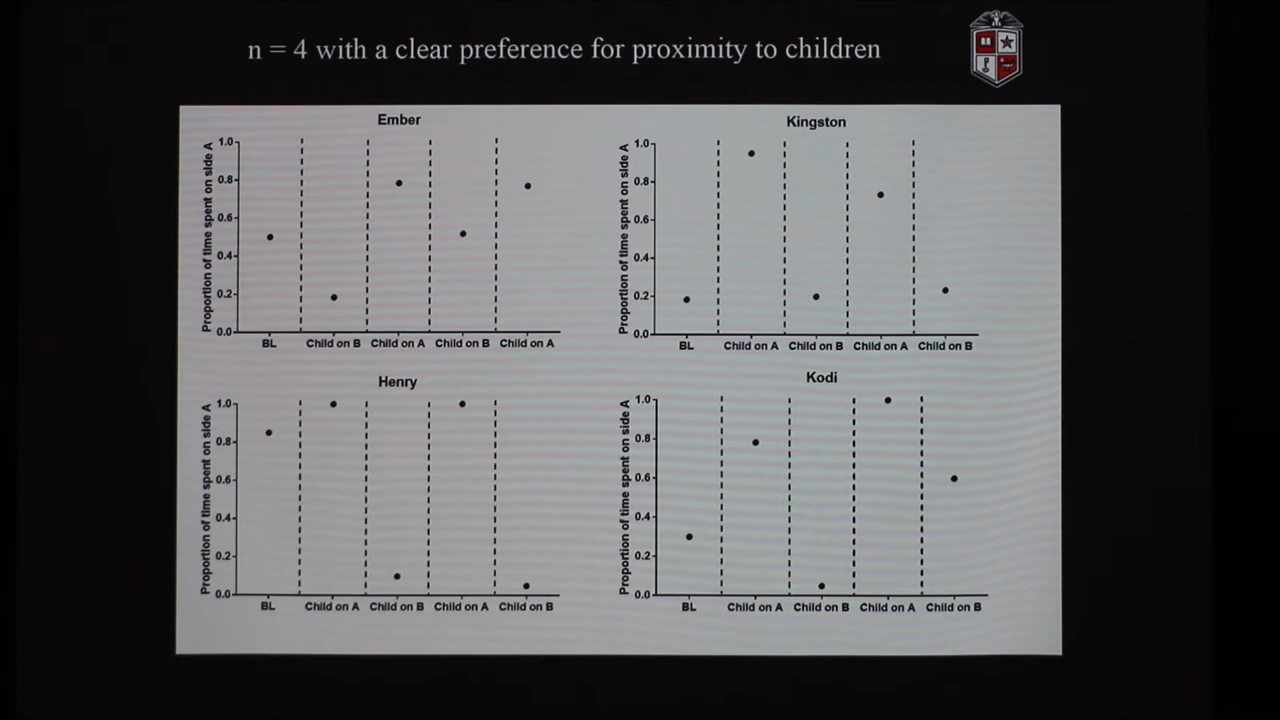 n = 4 with a clear preference for proximity to children
Ember
Proportion of time spent on side A
1.0
0.8
0.6
0.4
0.2
0.0
BL Child on B Child on A Child on B Child on A
Kingston
Proportion of time spent on side A
1.0
0.8
0.6
0.4
0.2
0.0
BL Child on A Child on B Child on A Child on B
Henry
Proportion of time spent on side A
1.0
0.8
0.6
0.4
0.2
0.0
BL Child on A Child on B Child on A Child on B
Kodi
Proportion of time spent on side A
1.0
0.8
0.6
0.4
0.2
0.0
BL Child on A Child on B Child on A Child on B